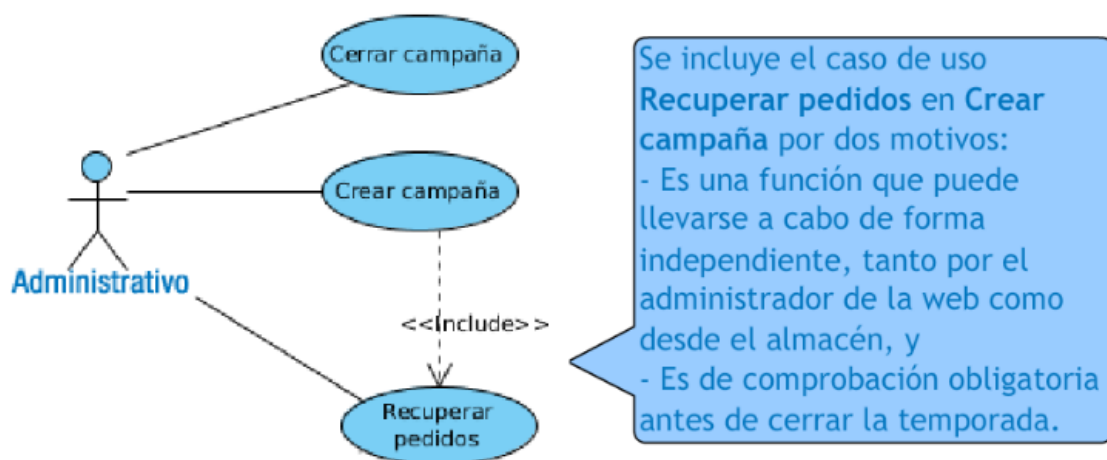 Cerrar campaña
Crear campaña
Administrativo
<<Include>>
Recuperar
pedidos
Se incluye el caso de uso
Recuperar pedidos en Crear
campaña por dos motivos:
- Es una función que puede
llevarse a cabo de forma
independiente, tanto por el
administrador de la web como
desde el almacén, y
- Es de comprobación obligatoria
antes de cerrar la temporada.